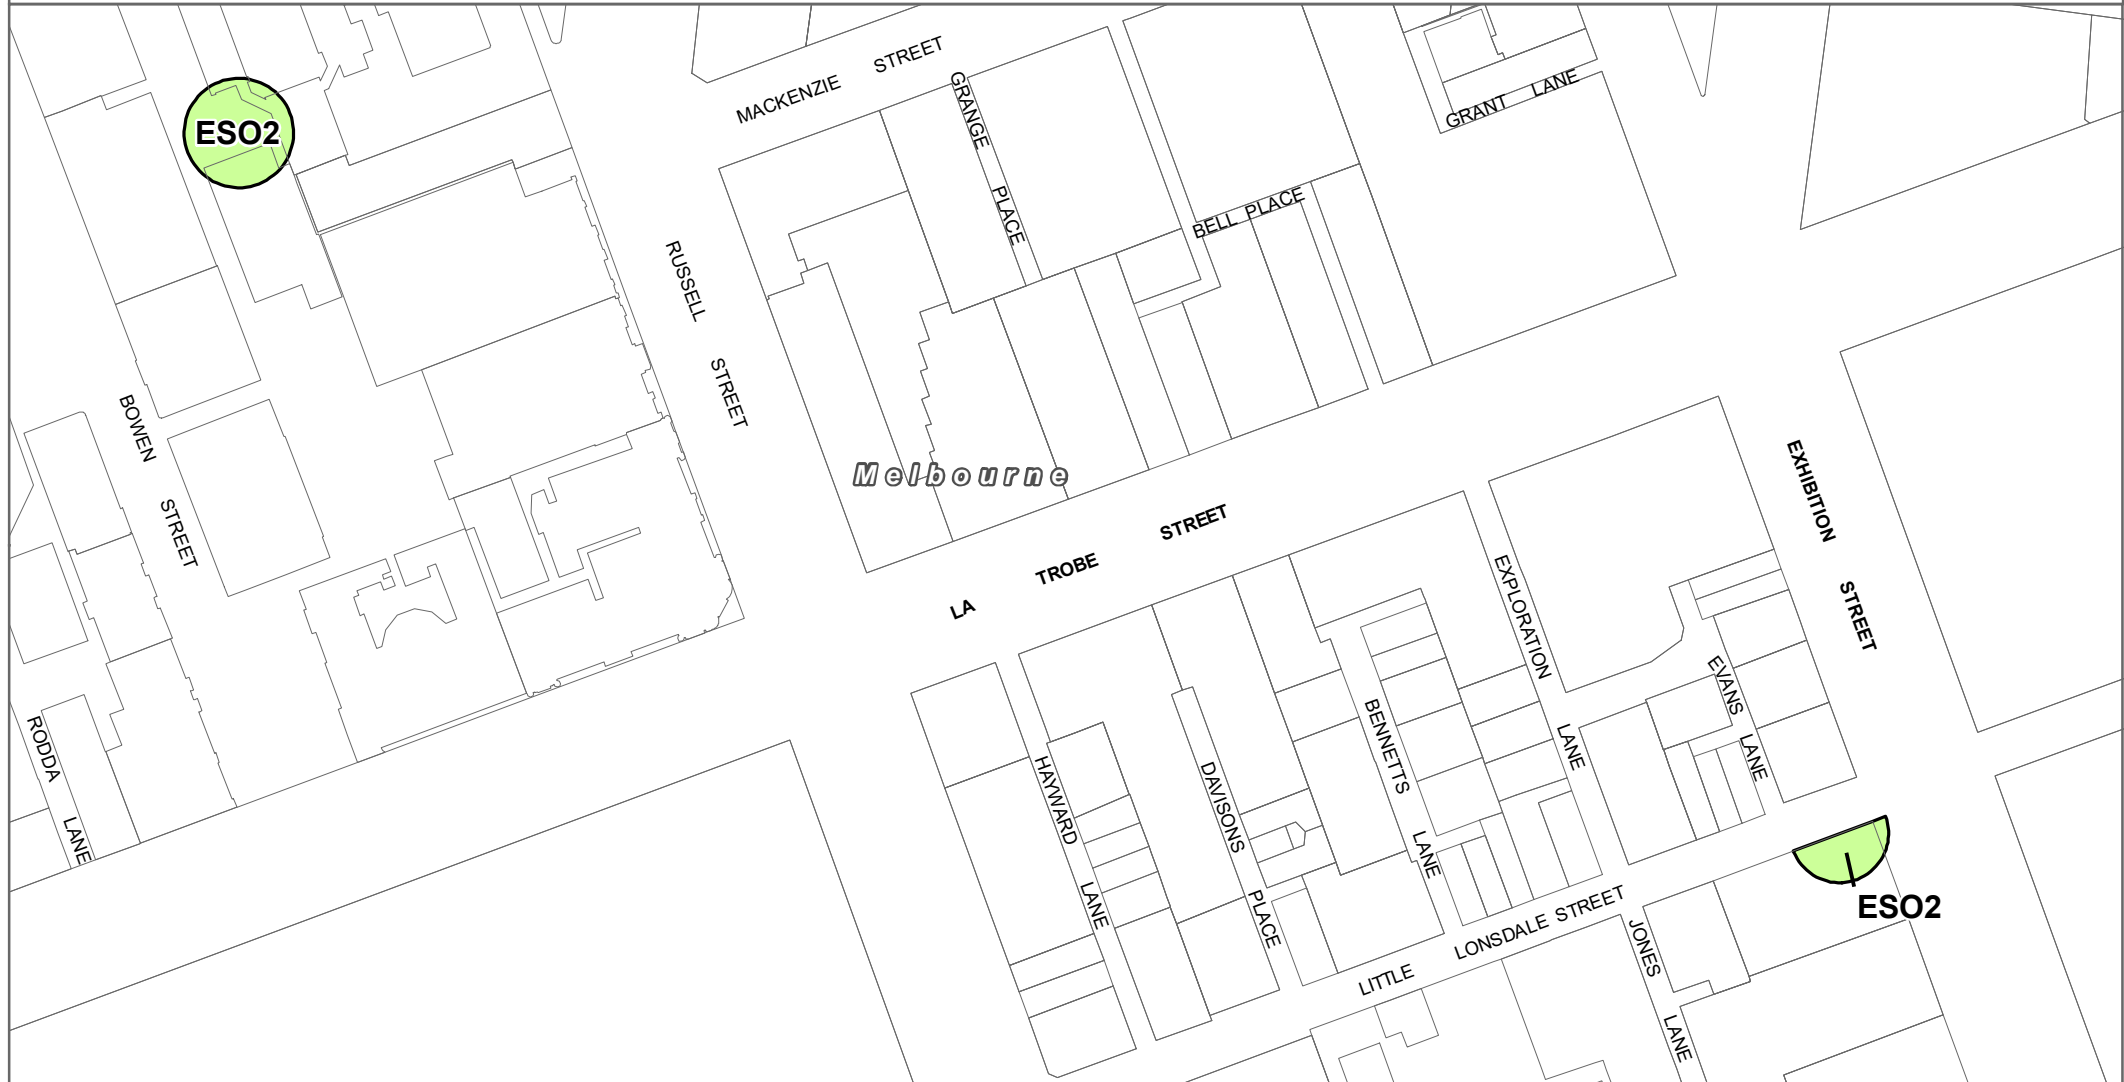 MACKENZIE STREET
ESO2
GRANGE PLACE
GRANT LANE
BELL PLACE
RUSSELL STREET
BOWEN STREET
Melbourne
EXHIBITION STREET
LA TROBE STREET
EXPLORATION LANE
EVANS LANE
BENNETTS LANE
RODDA LANE
HAYWARD LANE
DAVISONS PLACE
ESO2
LITTLE LONSDALE STREET
JONES LANE